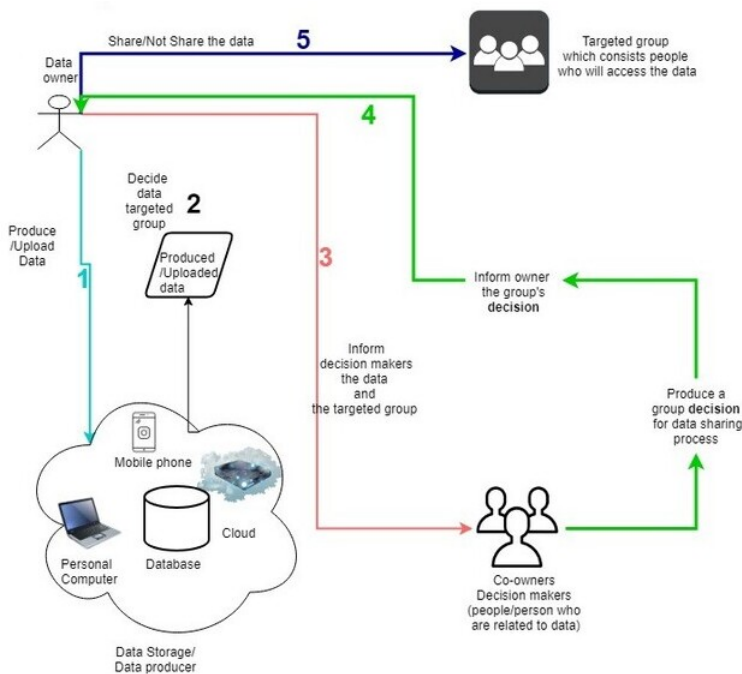 Share/Not Share the data
5
Targeted group
which consists people
who will access the data
Data
owner
4
Decide
data
targeted
group
2
Produced
/Uploaded
data
Produce
/Upload
Data
1
3
Inform owner
the group's
decision
Inform
decision makers
the data
and
the targeted group
Produce a
group decision
for data sharing
process
Mobile phone
Cloud
Personal
Computer
Database
Co-owners
Decision makers
(people/person who
are related to data)
Data Storage/
Data producer